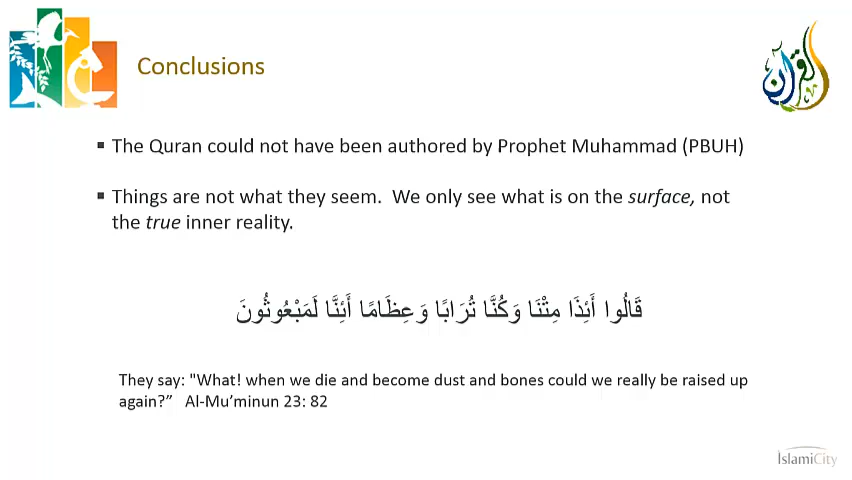 Conclusions
القرآن
▪ The Quran could not have been authored by Prophet Muhammad (PBUH)
▪ Things are not what they seem. We only see what is on the surface, not
the true inner reality.
قَالُوا أَئِذَا مِتْنَا وَكُنَّا تُرَابًا وَعِظَامًا أَئِنَّا لَمَبْعُوثُونَ
They say: "What! when we die and become dust and bones could we really be raised up
again?” Al-Mu’minun 23: 82
IslamiCity